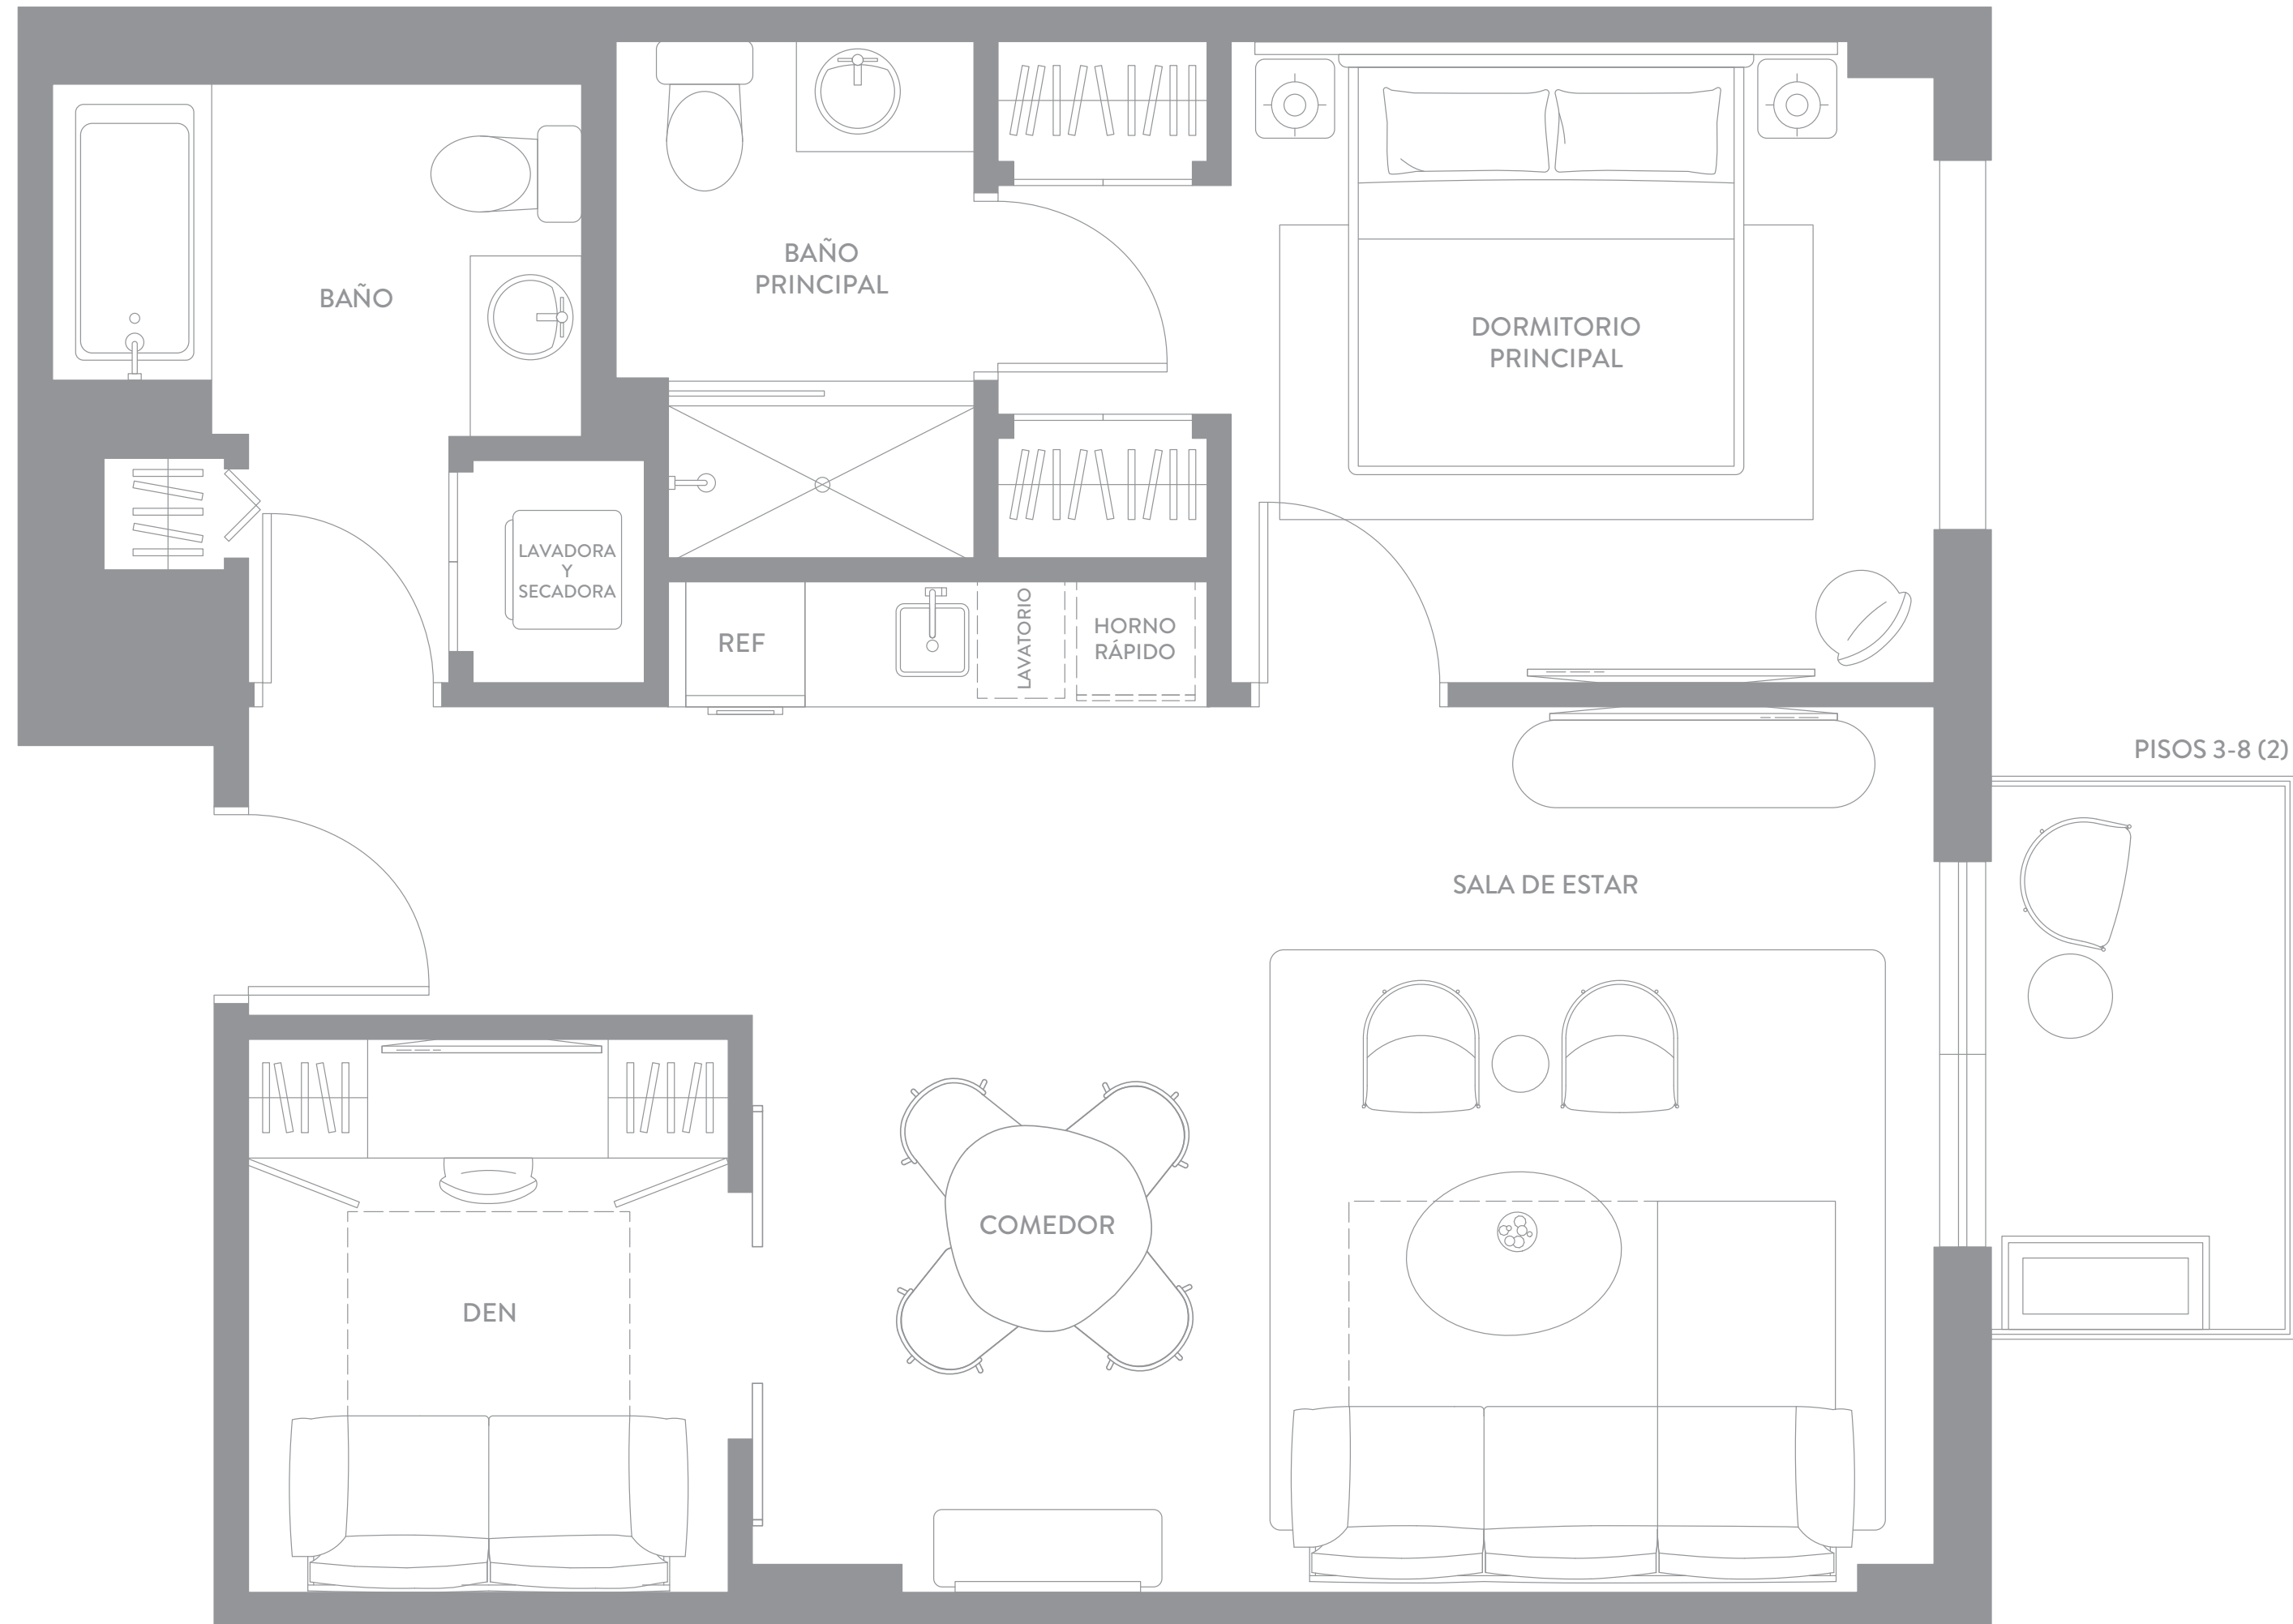 BAÑO
BAÑO
PRINCIPAL
DORMITORIO
PRINCIPAL
LAVADORA
Y
SECADORA
REF
LAVATORIO
HORNO
RÁPIDO
PISOS 3-8 (2)
SALA DE ESTAR
COMEDOR
DEN